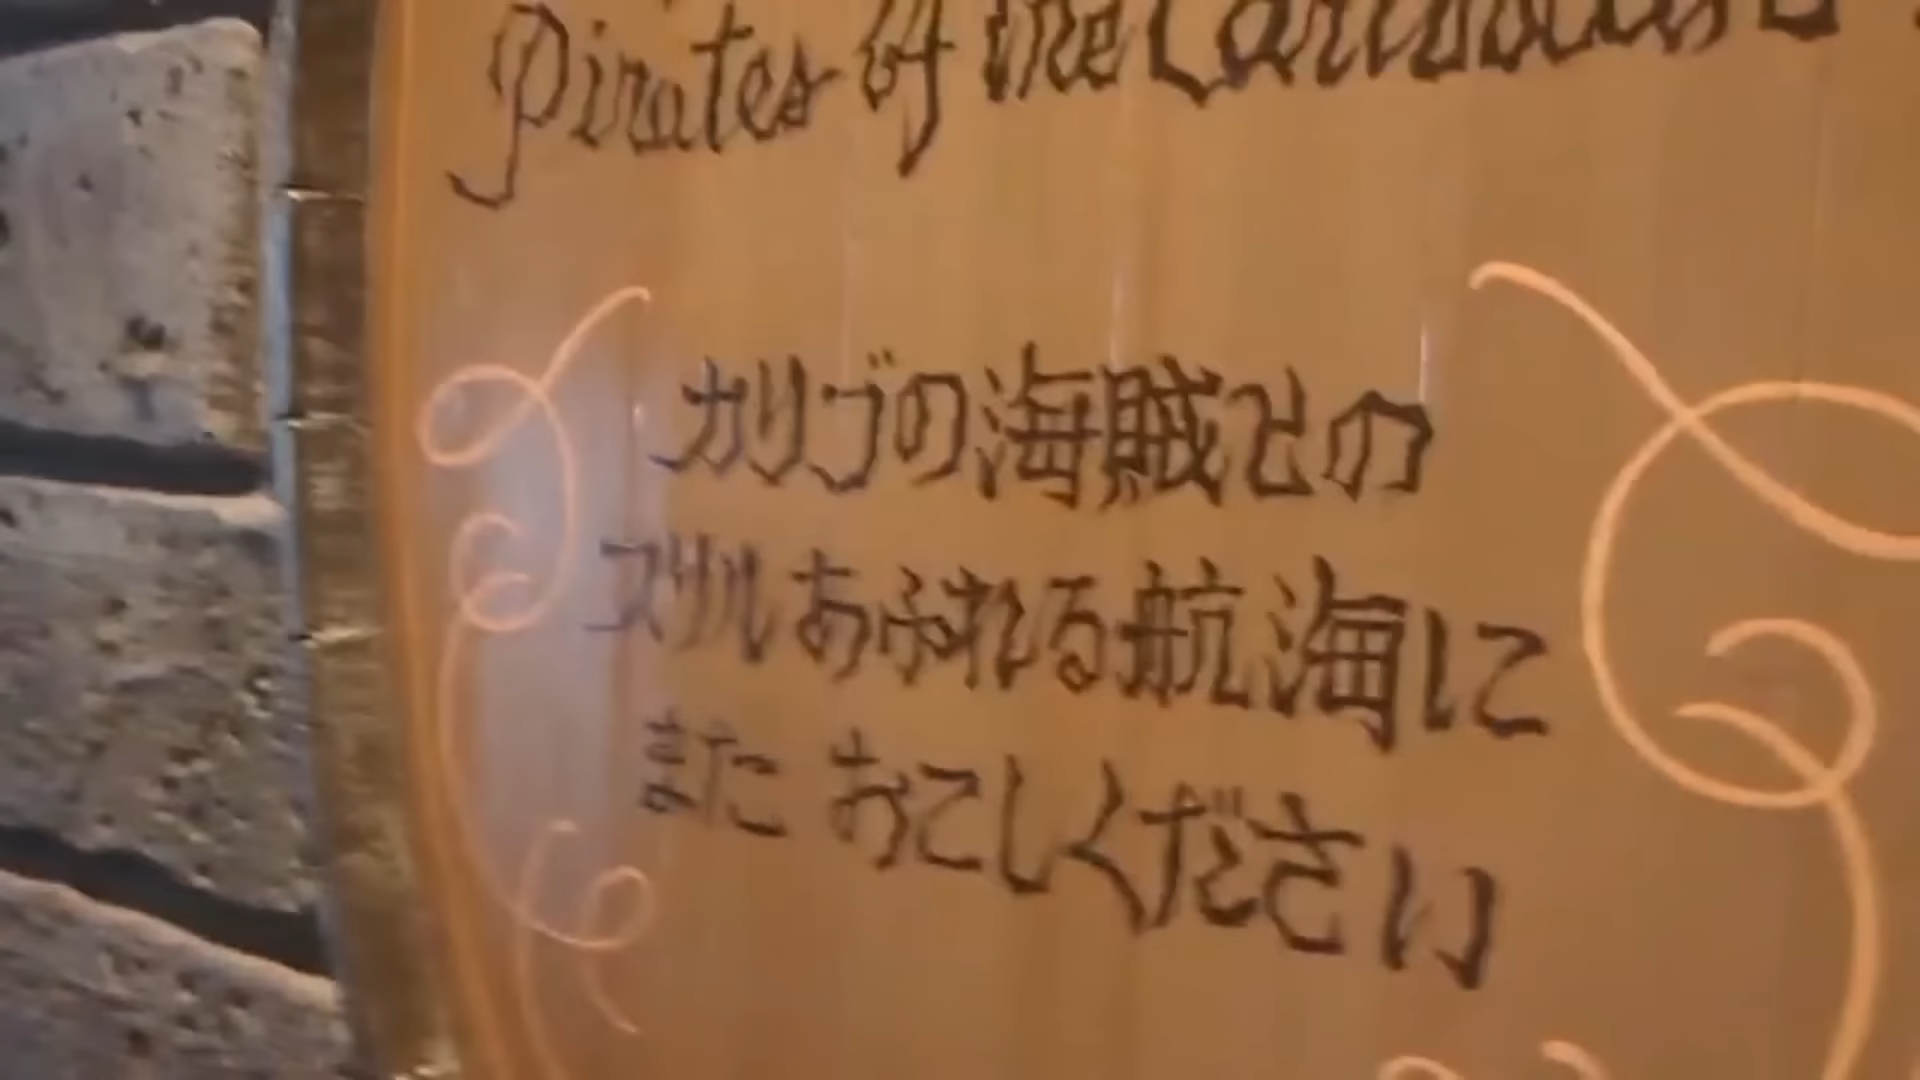 Pirates of the Caribbean
カリブの海賊との
スリルあふれる航海に
また おこしください